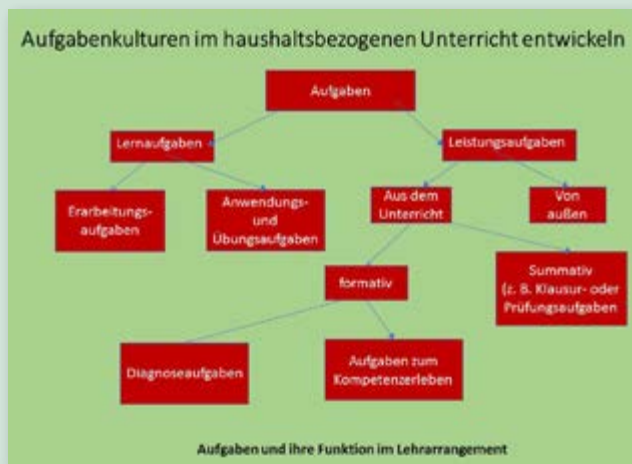 Aufgabenkulturen im haushaltsbezogenen Unterricht entwickeln
Aufgaben
Lernaufgaben
Leistungsaufgaben
Erarbeitungs-
aufgaben
Anwendungs-
und
Übungsaufgaben
Aus dem
Unterricht
Von
außen
formativ
Summativ
(z. B. Klausur- oder
Prüfungsaufgaben
Diagnoseaufgaben
Aufgaben zum
Kompetenzerleben
Aufgaben und ihre Funktion im Lehrarrangement